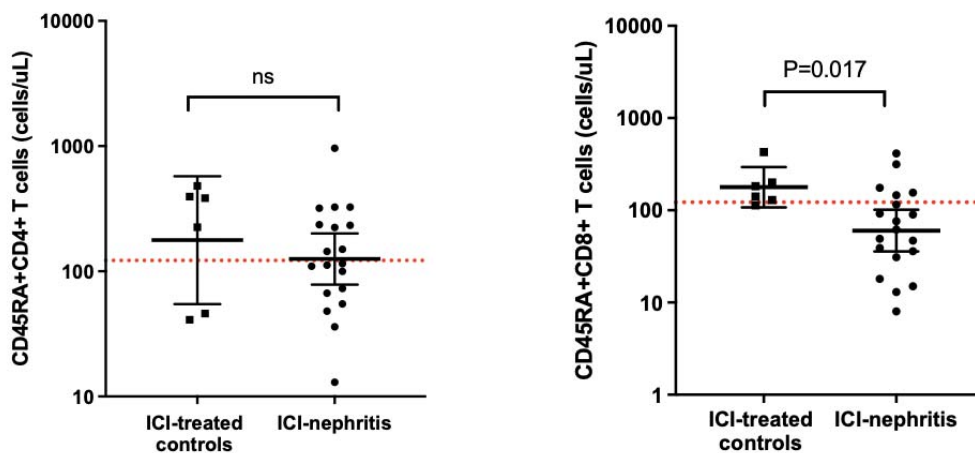 CD45RA+CD4+ T cells (cells/uL)
10000
1000
100
10
ns
ICI-treated
controls
ICI-nephritis
CD45RA+CD8+ T cells (cells/uL)
10000
1000
100
10
1
P=0.017
ICI-treated
controls
ICI-nephritis